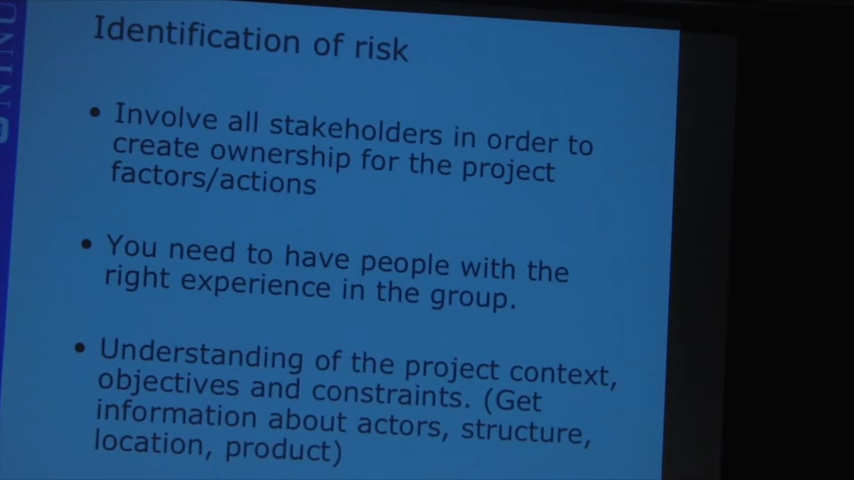 Identification of risk
• Involve all stakeholders in order to
create ownership for the project
factors/actions
• You need to have people with the
right experience in the group.
• Understanding of the project context,
objectives and constraints. (Get
information about actors, structure,
location, product)